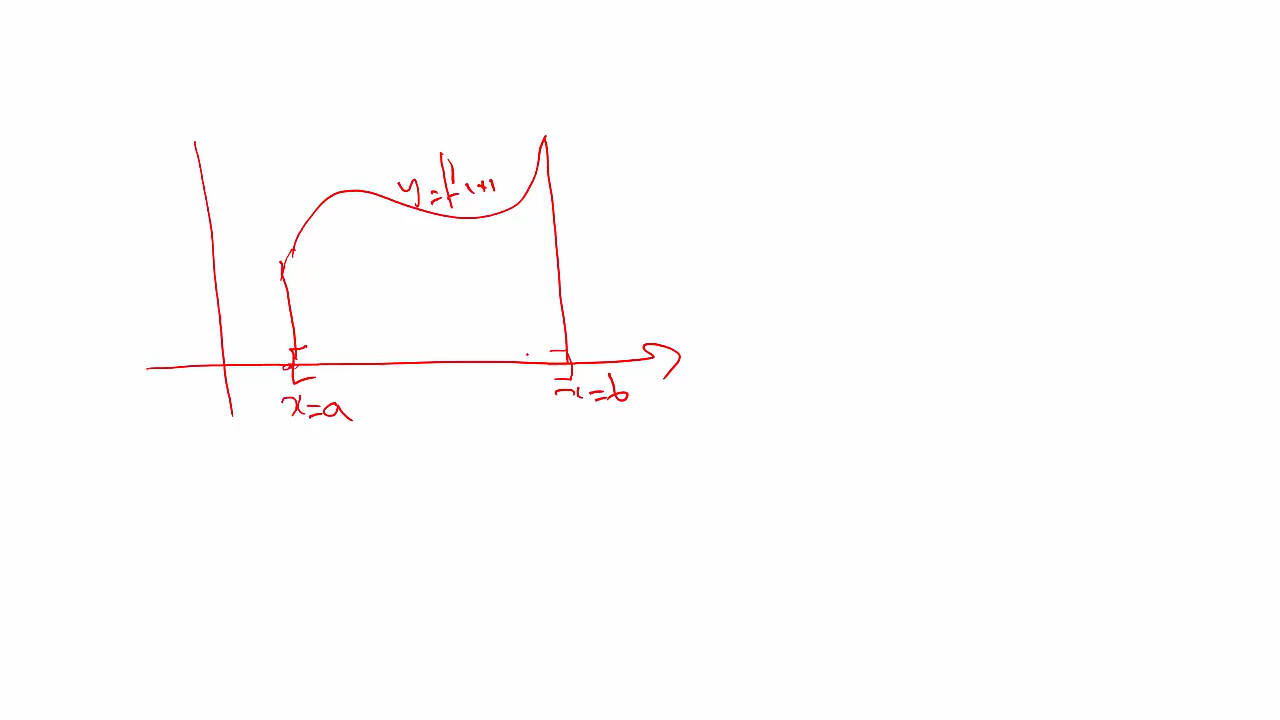 y=f(x)
x=a
x=b